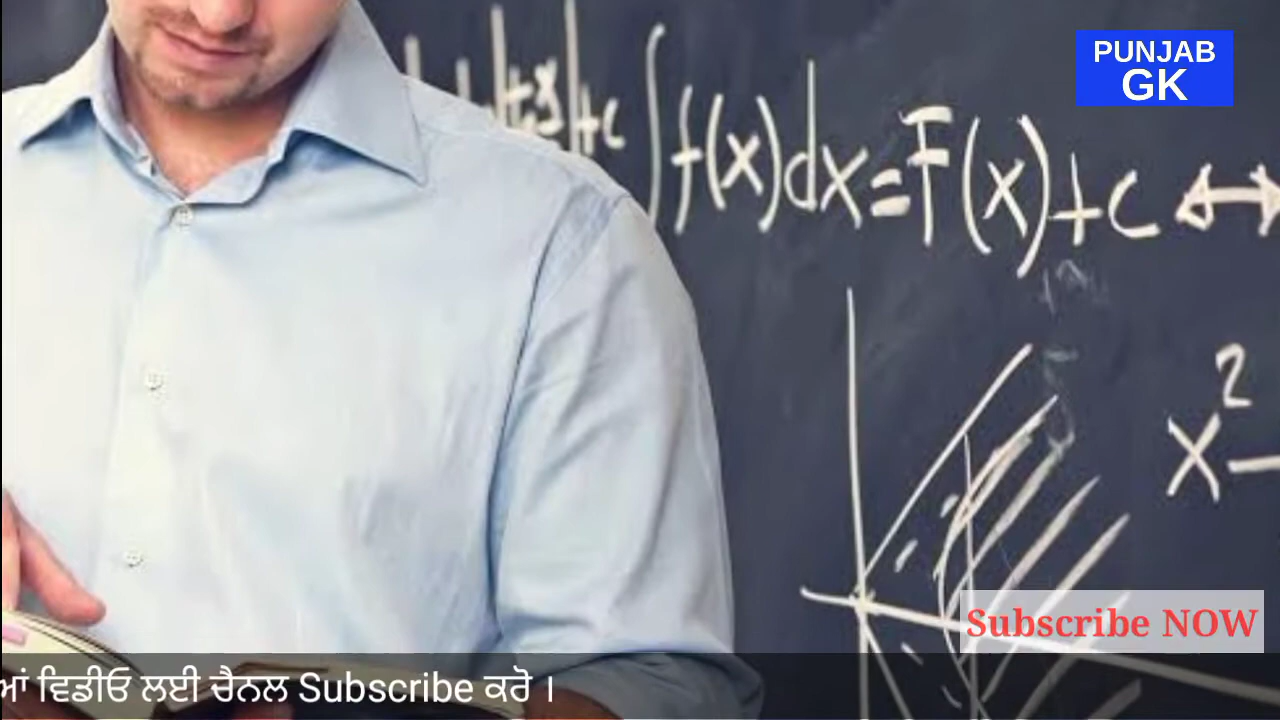 PUNJAB
GK
∫f(x)dx=F(x)+c ↔
x²-
Subscribe NOW
ਆਂ ਵਿਡੀਓ ਲਈ ਚੈਨਲ Subscribe ਕਰੋ ।